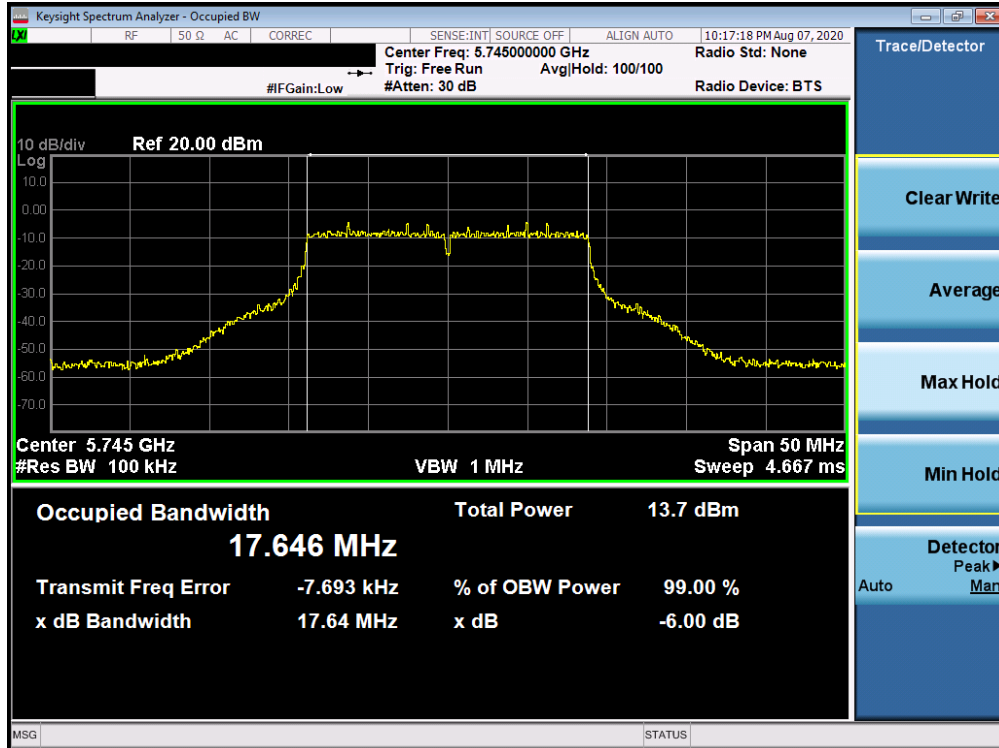 Keysight Spectrum Analyzer - Occupied BW
LXI RF 50 Ω AC CORREC SENSE:INT SOURCE OFF ALIGN AUTO 10:17:18 PM Aug 07, 2020
Center Freq: 5.745000000 GHz Radio Std: None
Trig: Free Run Avg|Hold: 100/100
#IFGain:Low #Atten: 30 dB Radio Device: BTS
Trace/Detector
10 dB/div Ref 20.00 dBm
Log
10.0
0.00
-10.0
-20.0
-30.0
-40.0
-50.0
-60.0
-70.0
Center 5.745 GHz Span 50 MHz
#Res BW 100 kHz VBW 1 MHz Sweep 4.667 ms
Occupied Bandwidth Total Power 13.7 dBm
17.646 MHz
Transmit Freq Error -7.693 kHz % of OBW Power 99.00 %
x dB Bandwidth 17.64 MHz x dB -6.00 dB
Clear Write
Average
Max Hold
Min Hold
Detector
Peak
Auto Man
MSG STATUS